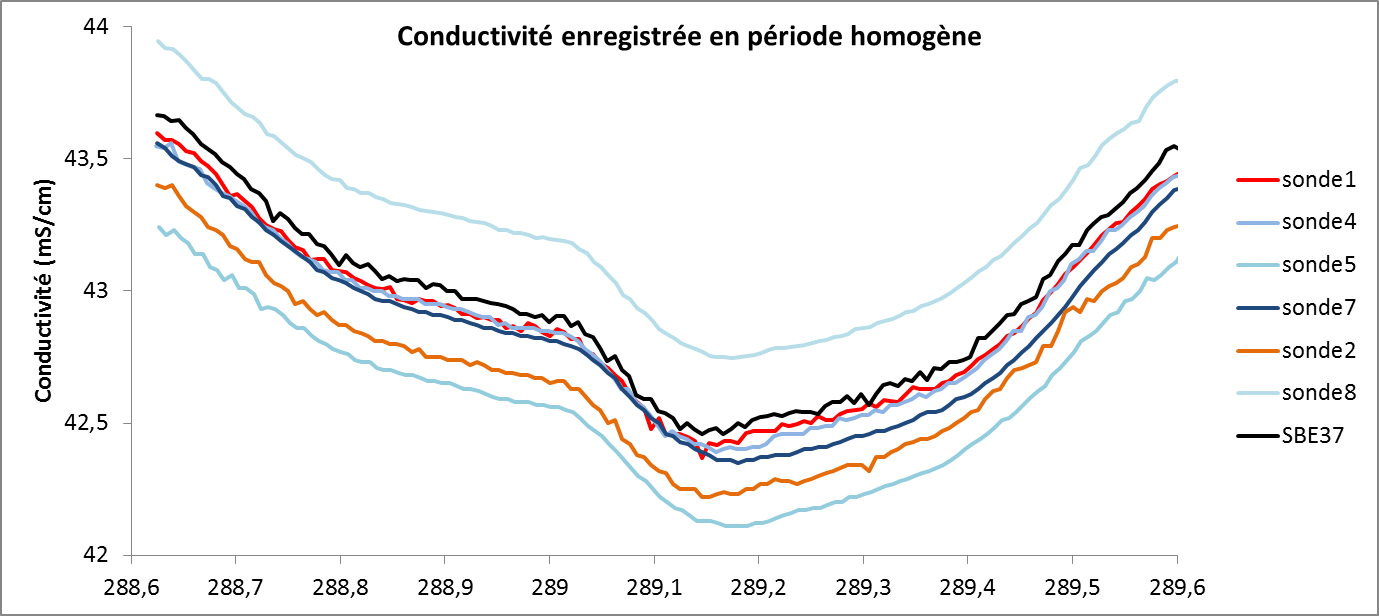 Conductivité enregistrée en période homogène
Conductivité (mS/cm)
44
43,5
43
42,5
42
288,6 288,7 288,8 288,9 289 289,1 289,2 289,3 289,4 289,5 289,6
sonde1
sonde4
sonde5
sonde7
sonde2
sonde8
SBE37